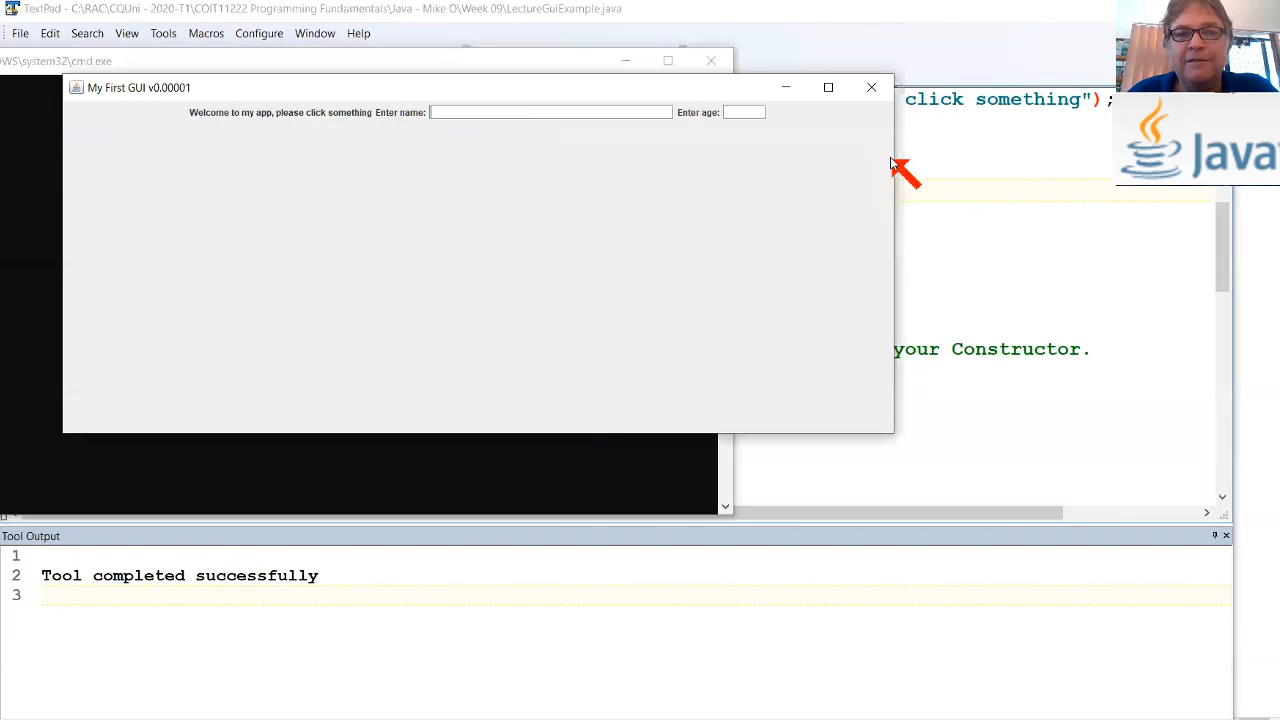 TextPad - C:\RAC\CQUni - 2020-T1\COIT11222 Programming Fundamentals\Java - Mike O\Week 09\LectureGuiExample.java
File Edit Search View Tools Macros Configure Window Help
OWS\system32\cmd.exe
My First GUI v0.00001
click something");
Welcome to my app, please click something Enter name: Enter age:
Java
your Constructor.
Tool Output
1
2 Tool completed successfully
3